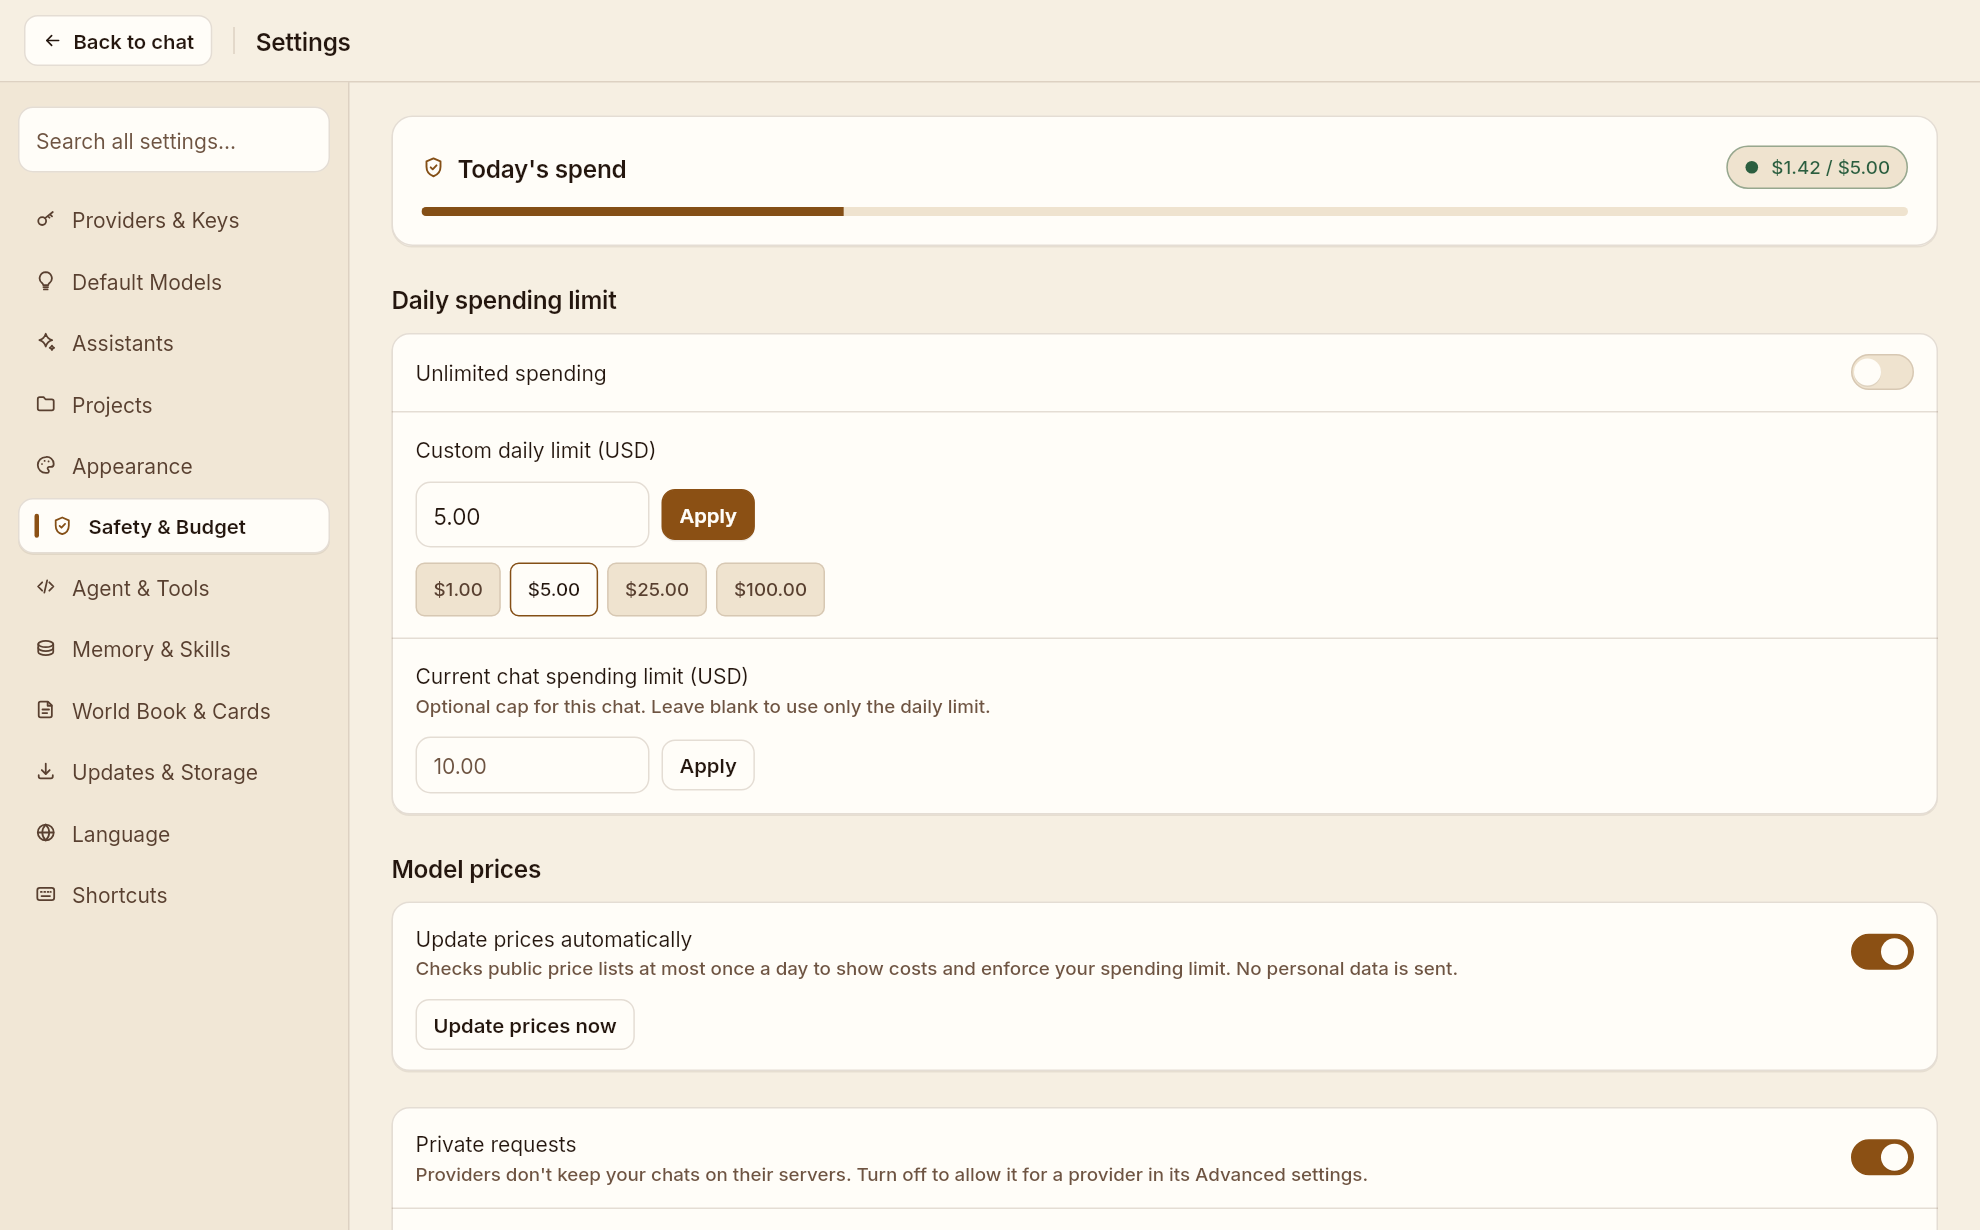 Back to chat
Settings
Search all settings...
Providers & Keys
Default Models
Assistants
Projects
Appearance
Safety & Budget
Agent & Tools
Memory & Skills
World Book & Cards
Updates & Storage
Language
Shortcuts
Today's spend
$1.42 / $5.00
Daily spending limit
Unlimited spending
Custom daily limit (USD)
5.00
Apply
$1.00
$5.00
$25.00
$100.00
Current chat spending limit (USD)
Optional cap for this chat. Leave blank to use only the daily limit.
10.00
Apply
Model prices
Update prices automatically
Checks public price lists at most once a day to show costs and enforce your spending limit. No personal data is sent.
Update prices now
Private requests
Providers don't keep your chats on their servers. Turn off to allow it for a provider in its Advanced settings.